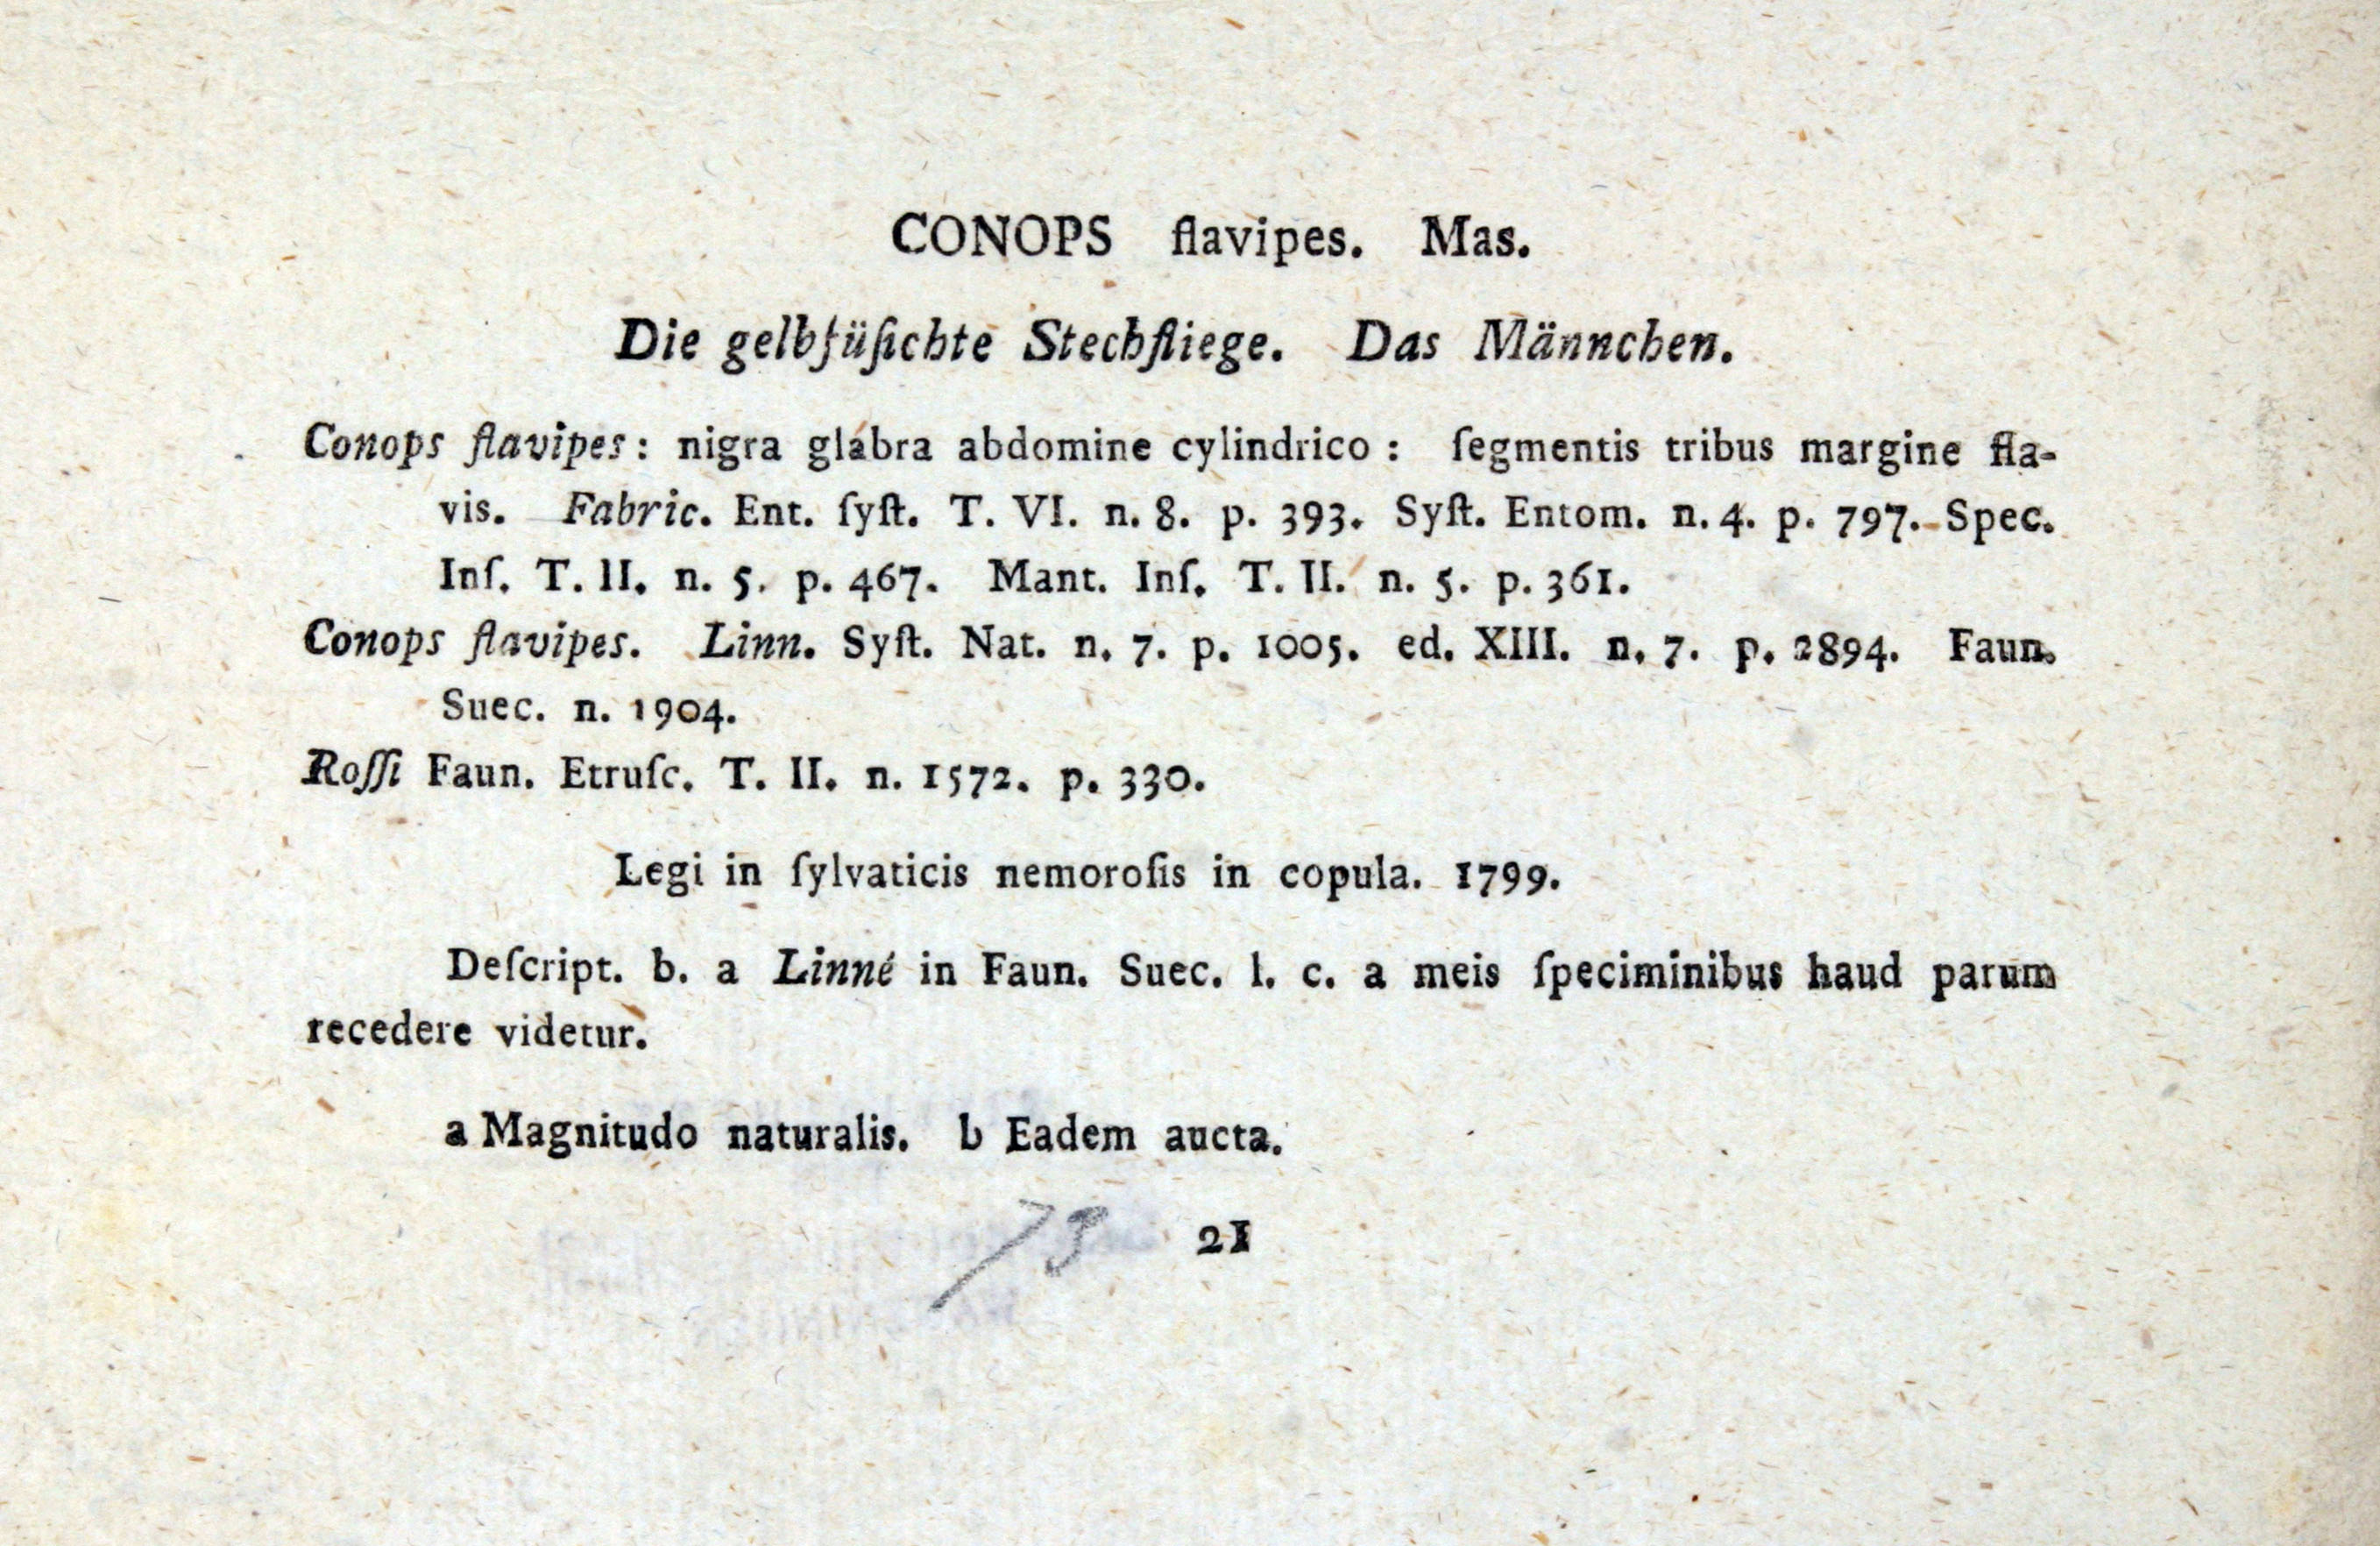 CONOPS flavipes. Mas.
Die gelbfüſichte Stechfliege. Das Männchen.
Conops flavipes: nigra glabra abdomine cylindrico: ſegmentis tribus margine fla-
vis. Fabric. Ent. ſyſt. T. VI. n. 8. p. 393. Syſt. Entom. n. 4. p. 797. Spec.
Inſ. T. II. n. 5. p. 467. Mant. Inſ. T. II. n. 5. p. 361.
Conops flavipes. Linn. Syſt. Nat. n. 7. p. 1005. ed. XIII. n. 7. p. 2894. Faun.
Suec. n. 1904.
Roſſi Faun. Etruſc. T. II. n. 1572. p. 330.
Legi in ſylvaticis nemoroſis in copula. 1799.
Deſcript. b. a Linné in Faun. Suec. l. c. a meis ſpeciminibus haud parum
recedere videtur.
a Magnitudo naturalis. b Eadem aucta.
73 21